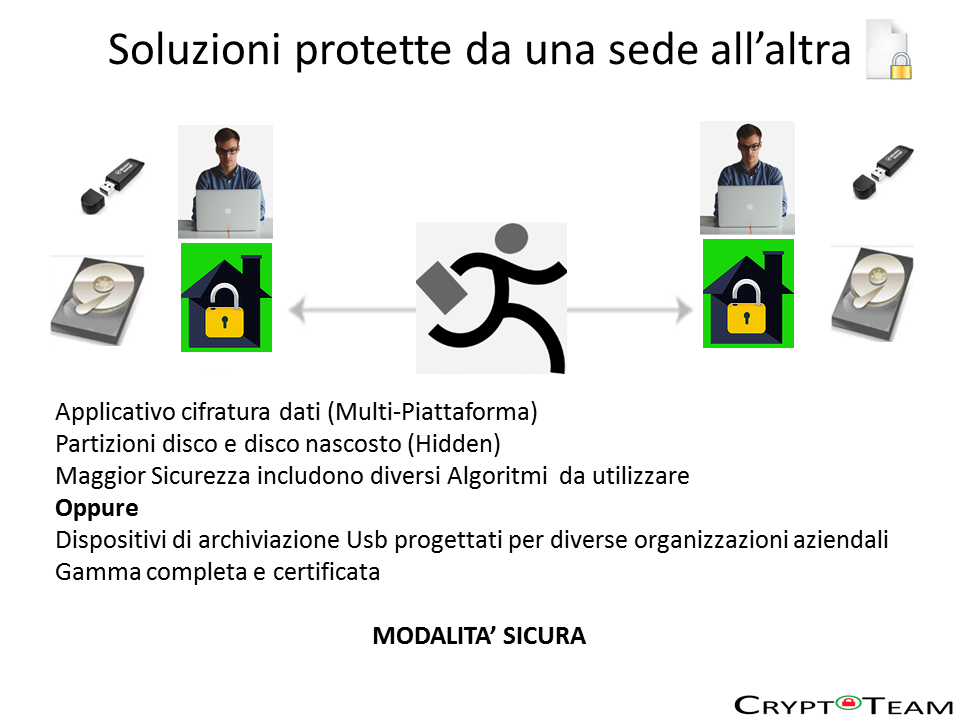 Soluzioni protette da una sede all’altra
Applicativo cifratura dati (Multi-Piattaforma)
Partizioni disco e disco nascosto (Hidden)
Maggior Sicurezza includono diversi Algoritmi  da utilizzare
Oppure
Dispositivi di archiviazione Usb progettati per diverse organizzazioni aziendali
Gamma completa e certificata
MODALITA’ SICURA
CRYPTOTEAM